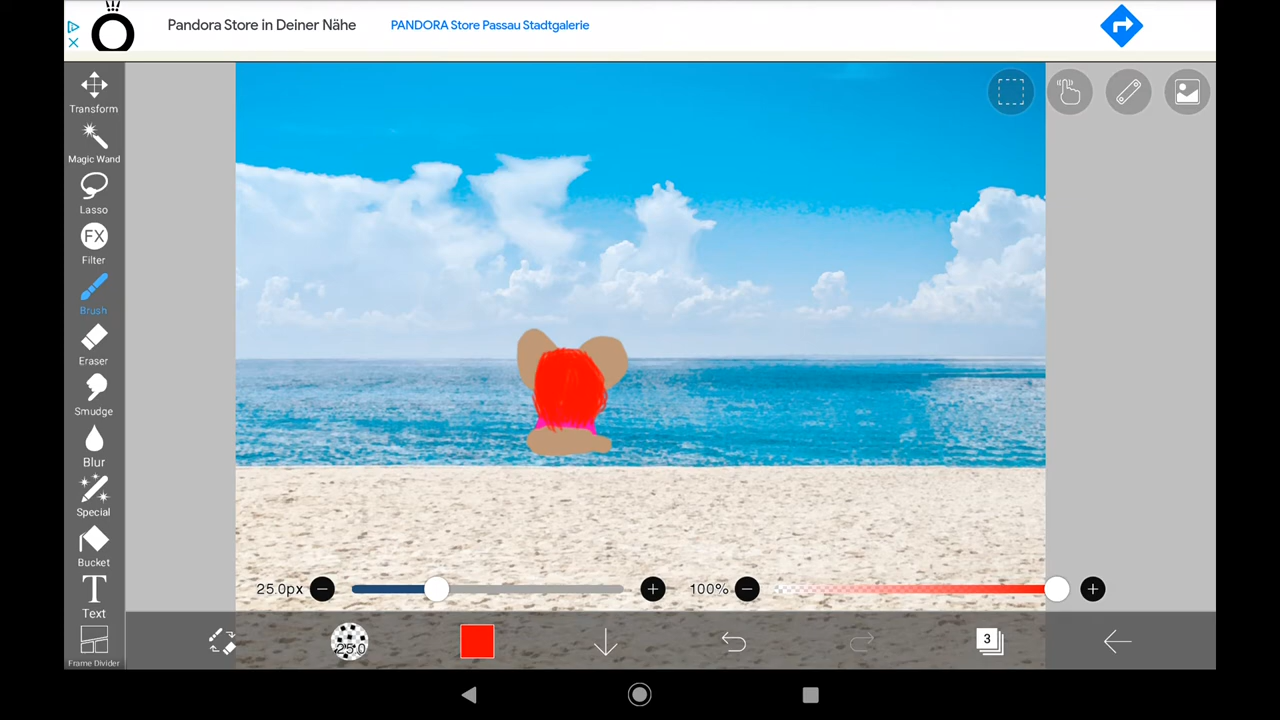 Pandora Store in Deiner Nähe
PANDORA Store Passau Stadtgalerie
Transform
Magic Wand
Lasso
FX
Filter
Brush
Eraser
Smudge
Blur
Special
Bucket
T
Text
Frame Divider
25.0px
100%
25.0
3